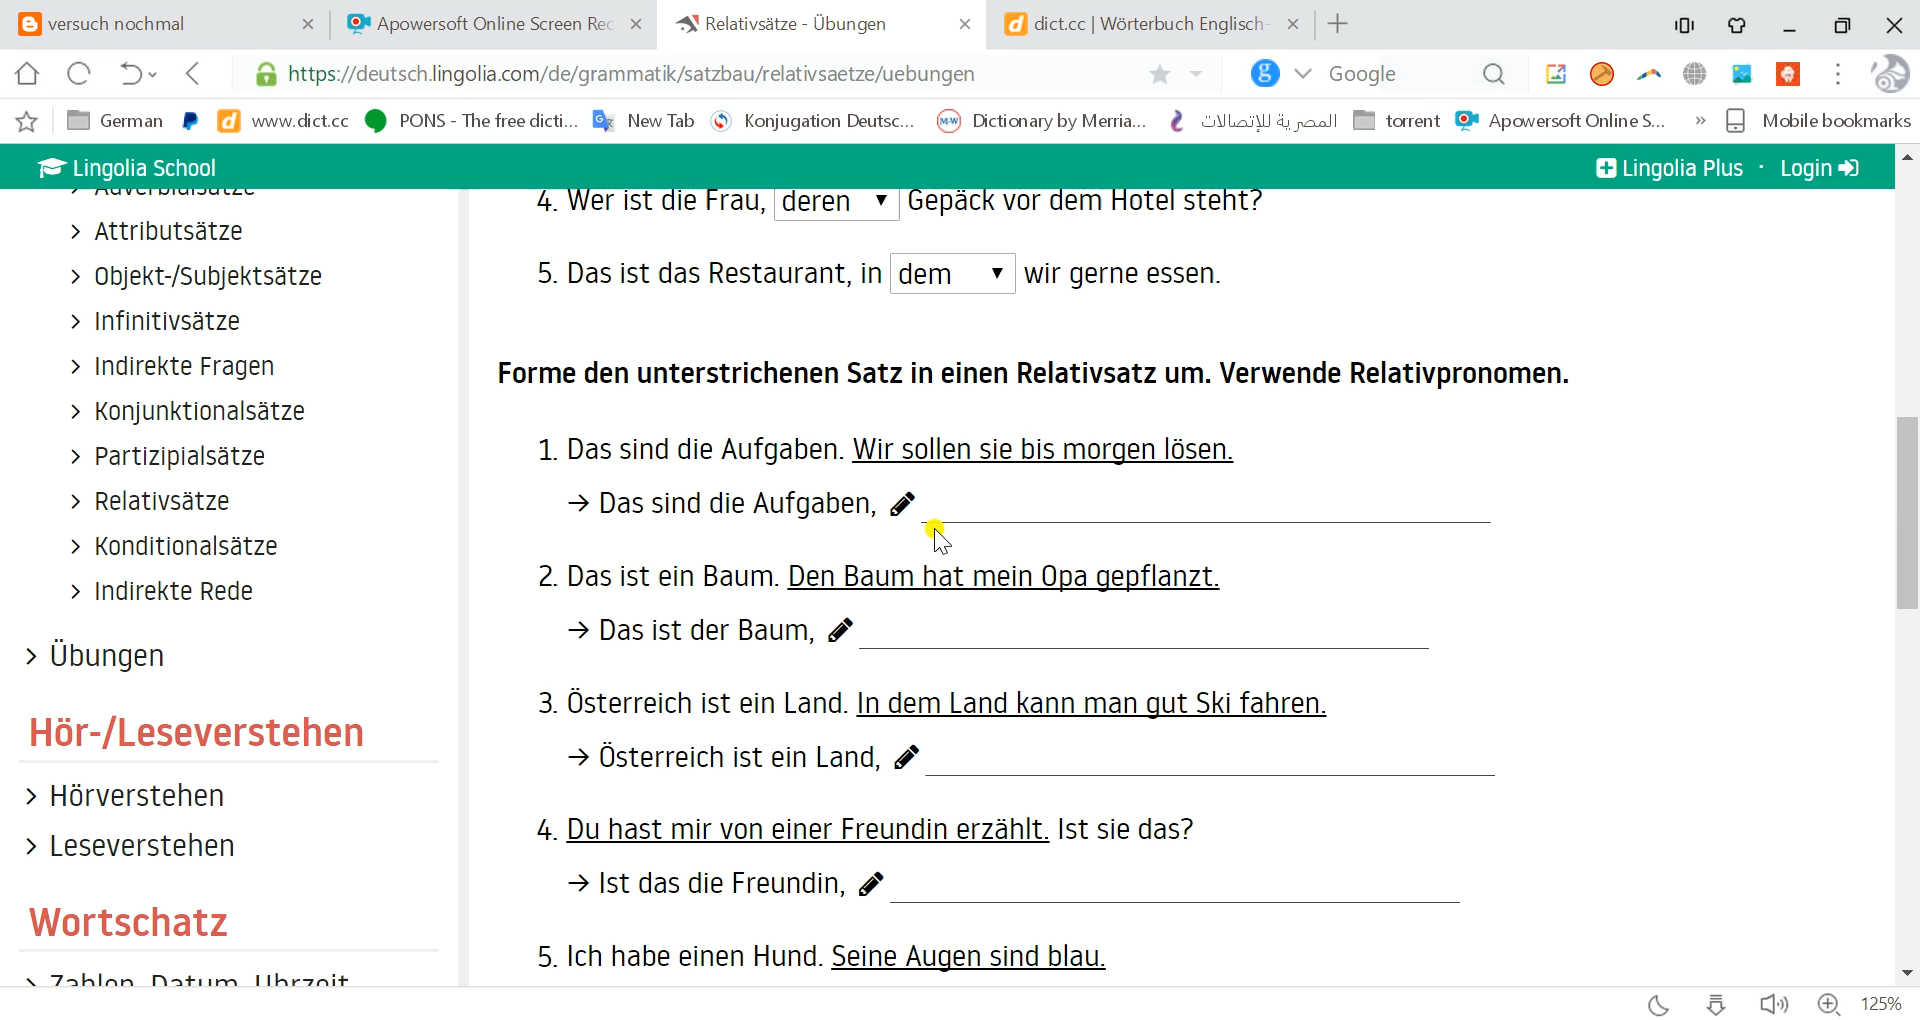 versuch nochmal
Apowersoft Online Screen Rec
Relativsätze - Übungen
dict.cc | Wörterbuch Englisch-
https://deutsch.lingolia.com/de/grammatik/satzbau/relativsaetze/uebungen
Google
German
www.dict.cc
PONS - The free dicti...
New Tab
Konjugation Deutsc...
Dictionary by Merria...
المصرية للإتصالات
torrent
Apowersoft Online S...
Mobile bookmarks
Lingolia School
Lingolia Plus · Login
> Adverbialsätze
> Attributsätze
> Objekt-/Subjektsätze
> Infinitivsätze
> Indirekte Fragen
> Konjunktionalsätze
> Partizipialsätze
> Relativsätze
> Konditionalsätze
> Indirekte Rede
> Übungen
Hör-/Leseverstehen
> Hörverstehen
> Leseverstehen
Wortschatz
> Zahlen, Datum, Uhrzeit
4. Wer ist die Frau, deren Gepäck vor dem Hotel steht?
5. Das ist das Restaurant, in dem wir gerne essen.
Forme den unterstrichenen Satz in einen Relativsatz um. Verwende Relativpronomen.
1. Das sind die Aufgaben. Wir sollen sie bis morgen lösen.
→ Das sind die Aufgaben,
2. Das ist ein Baum. Den Baum hat mein Opa gepflanzt.
→ Das ist der Baum,
3. Österreich ist ein Land. In dem Land kann man gut Ski fahren.
→ Österreich ist ein Land,
4. Du hast mir von einer Freundin erzählt. Ist sie das?
→ Ist das die Freundin,
5. Ich habe einen Hund. Seine Augen sind blau.
125%